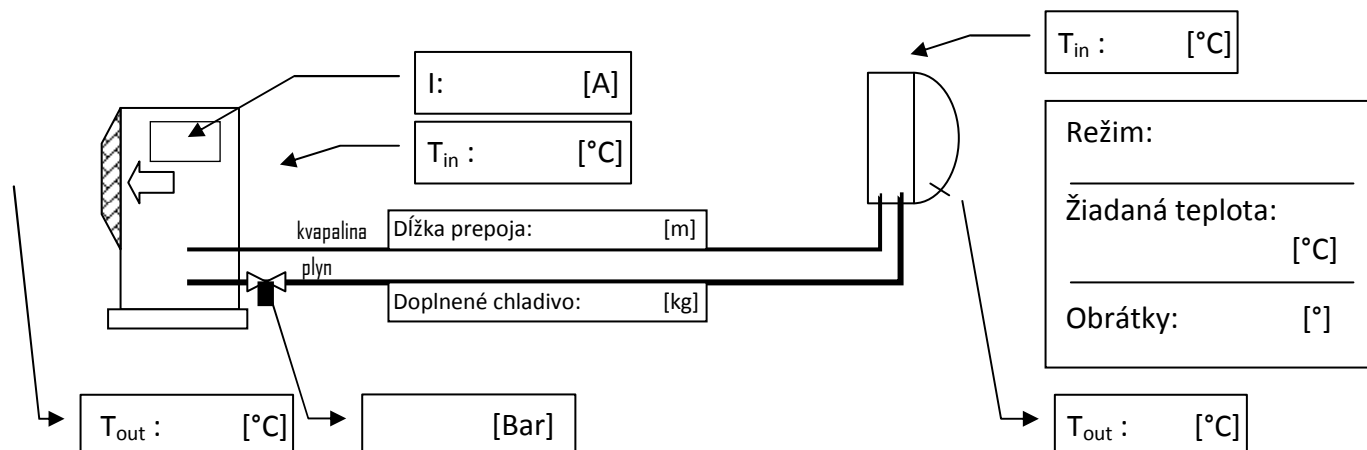 T_in : [°C]
I: [A]
T_in : [°C]
Režim:
Žiadaná teplota:
[°C]
Obrátky: [°]
kvapalina
Dĺžka prepoja: [m]
plyn
Doplnené chladivo: [kg]
T_out : [°C]
[Bar]
T_out : [°C]